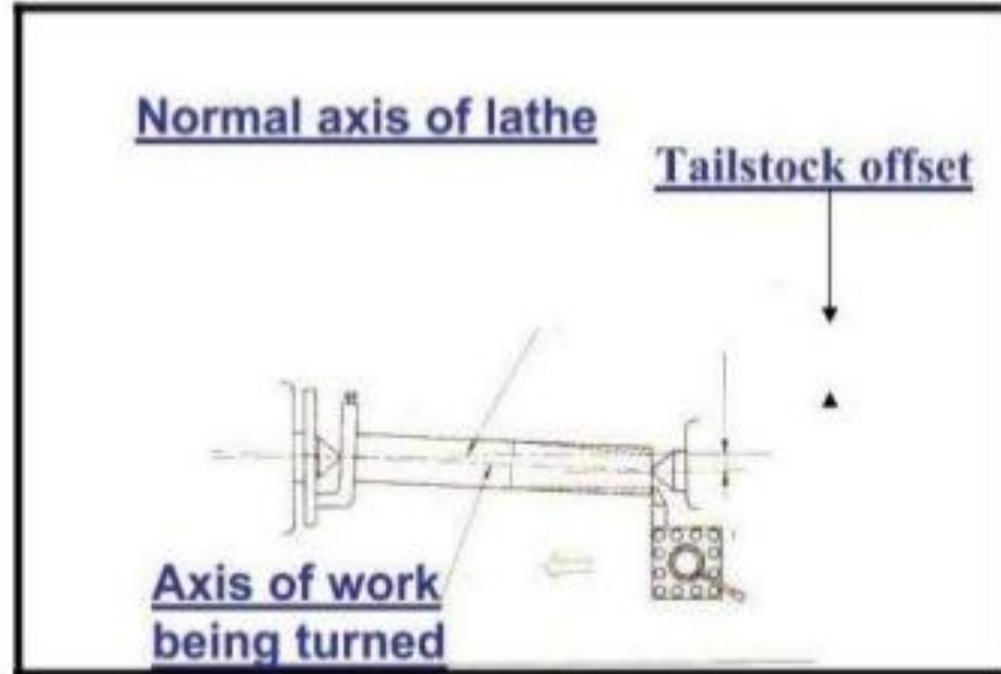 Normal axis of lathe
Tailstock offset
Axis of work
being turned